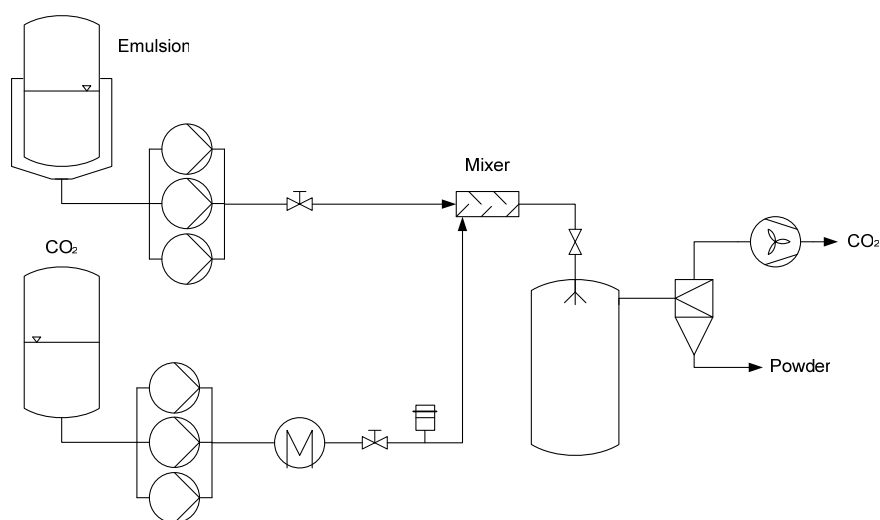 Emulsion
Mixer
CO₂
CO₂
Powder